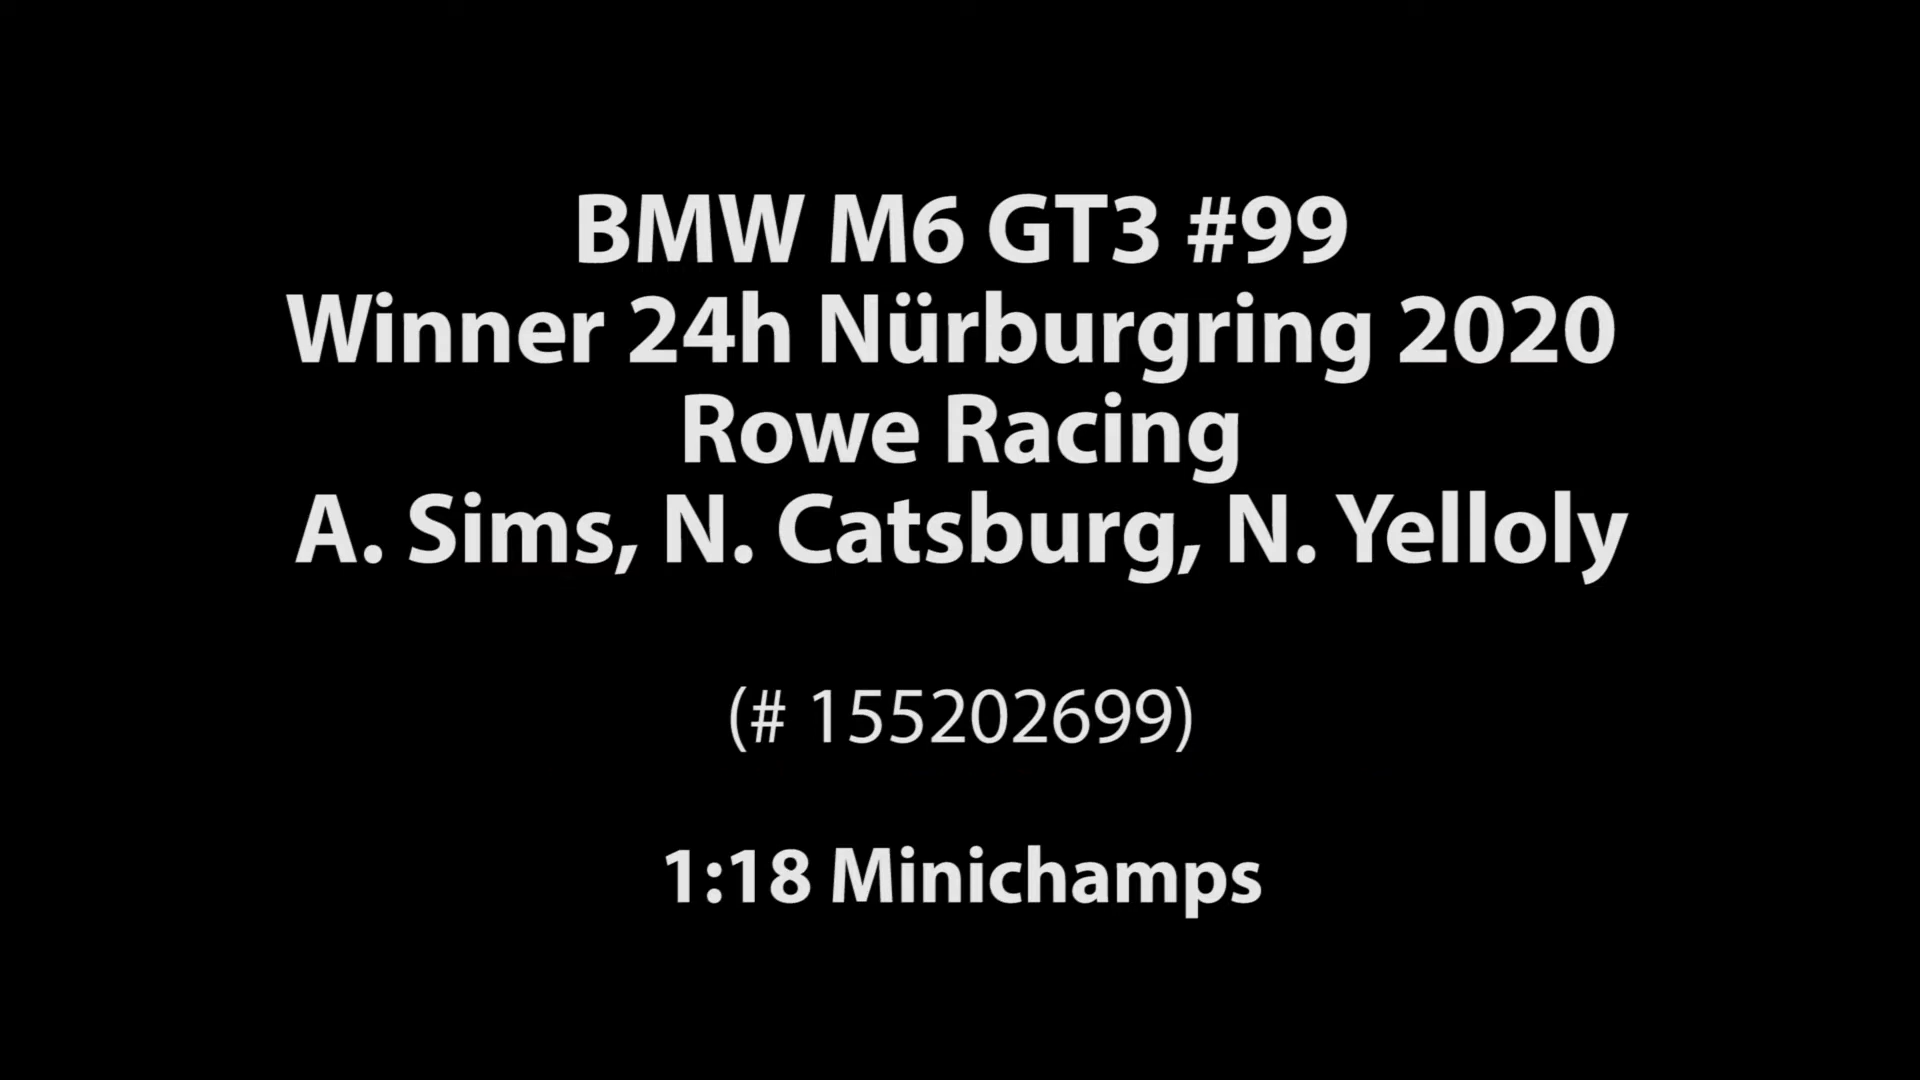 BMW M6 GT3 #99
Winner 24h Nürburgring 2020
Rowe Racing
A. Sims, N. Catsburg, N. Yelloly
(# 155202699)
1:18 Minichamps